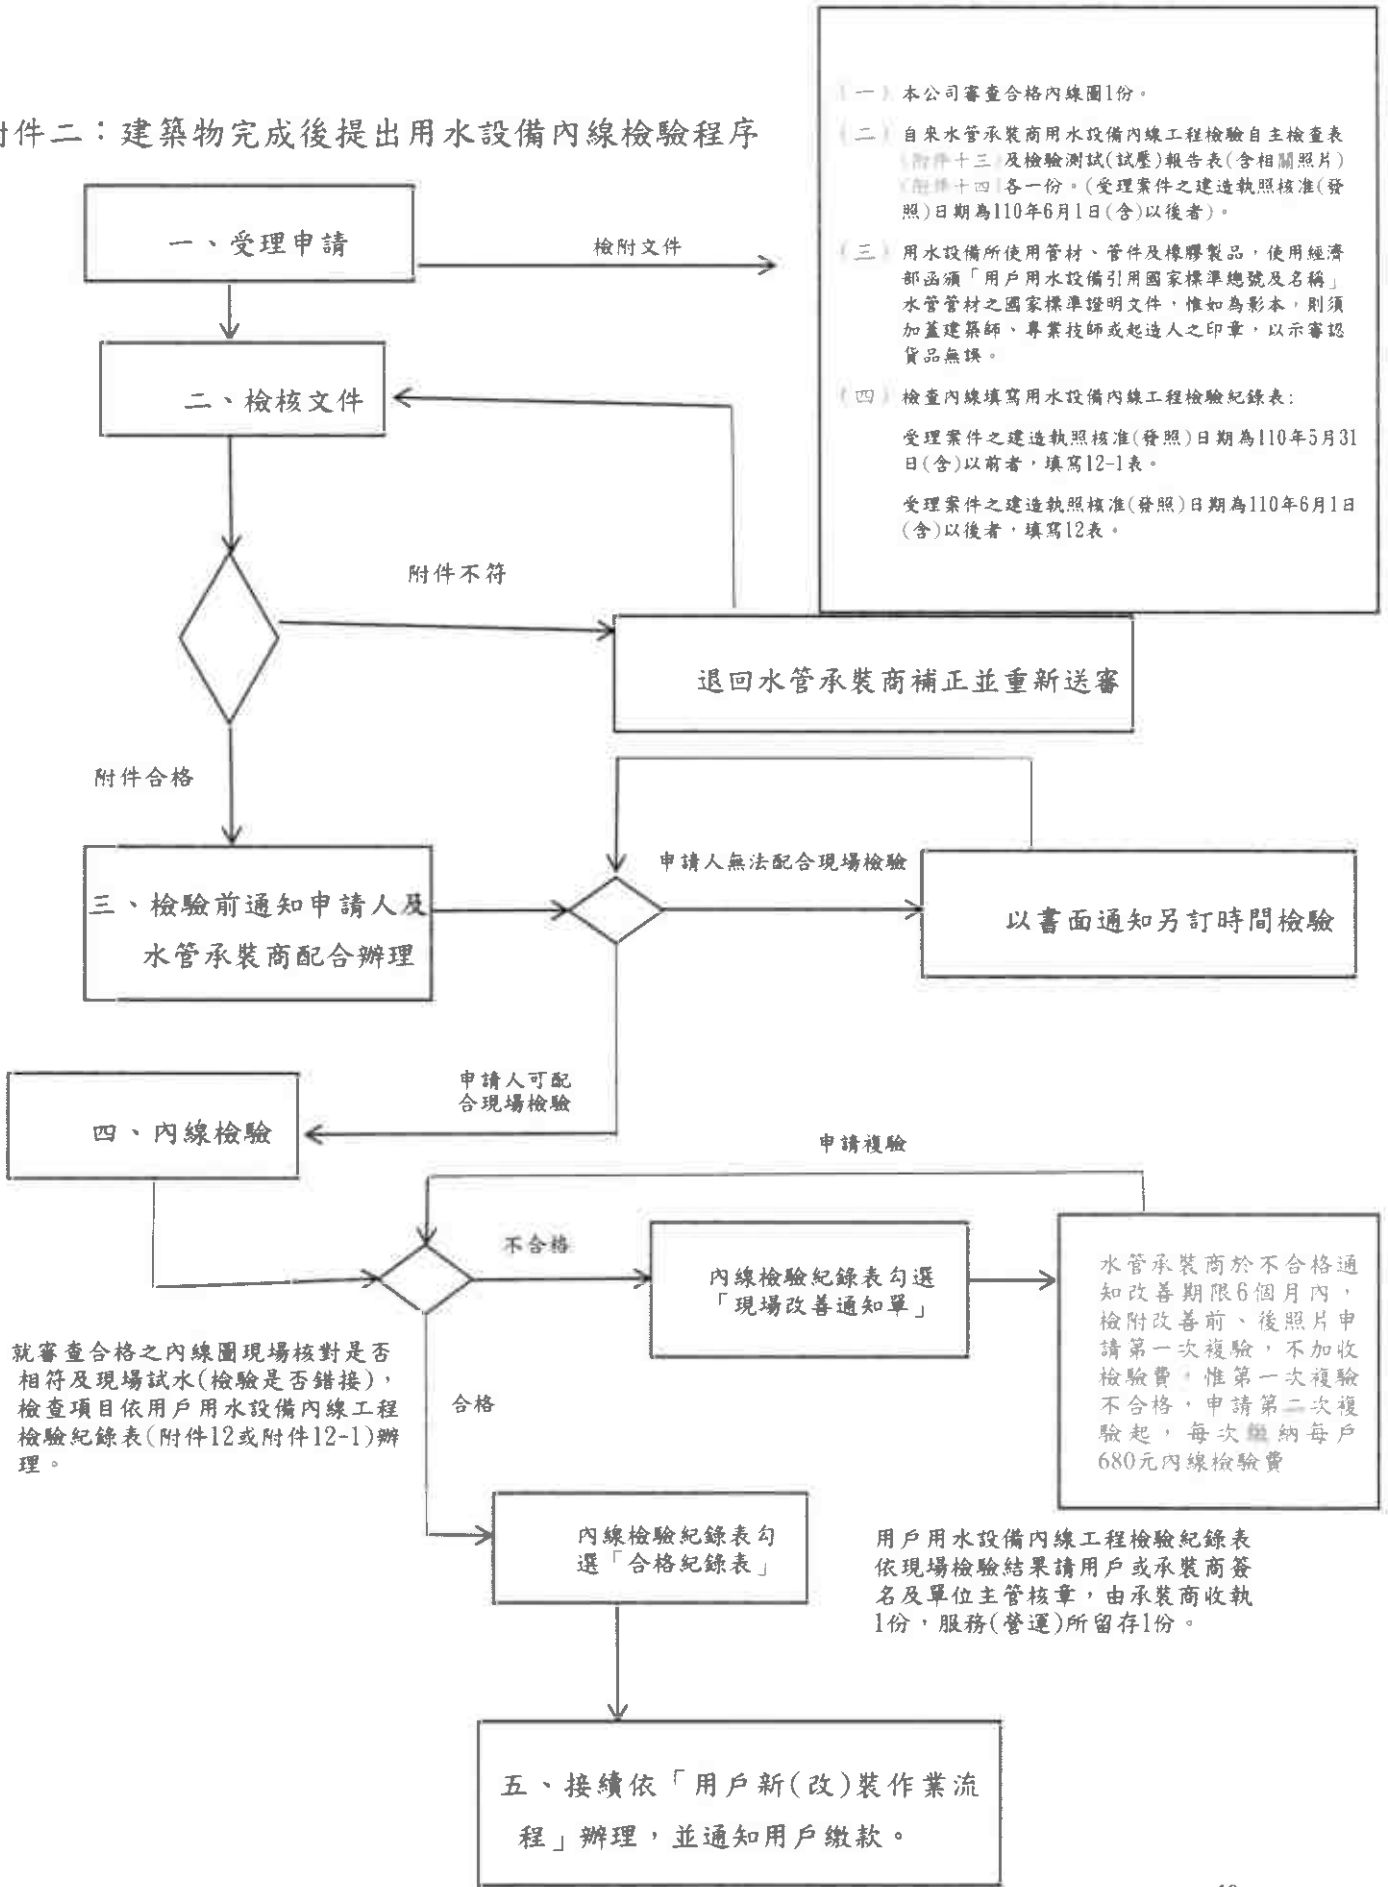 件二：建築物完成後提出用水設備內線檢驗程序
(一) 本公司審查合格內線圖1份。
(二) 自來水管承裝商用水設備內線工程檢驗自主檢查表
(附件十三)及檢驗測試(試壓)報告表(含相關照片)
(附件十四)各一份。(受理案件之建造執照核准(發
照)日期為110年6月1日(含)以後者)。
(三) 用水設備所使用管材、管件及橡膠製品，使用經濟
部函頒「用戶用水設備引用國家標準總號及名稱」
水管管材之國家標準證明文件，惟如為影本，則須
加蓋建築師、專業技師或起造人之印章，以示審認
貨品無誤。
(四) 檢查內線填寫用水設備內線工程檢驗紀錄表:
受理案件之建造執照核准(發照)日期為110年5月31
日(含)以前者，填寫12-1表。
受理案件之建造執照核准(發照)日期為110年6月1日
(含)以後者，填寫12表。
一、受理申請
檢附文件
二、檢核文件
附件不符
退回水管承裝商補正並重新送審
附件合格
三、檢驗前通知申請人及
水管承裝商配合辦理
申請人無法配合現場檢驗
以書面通知另訂時間檢驗
申請人可配
合現場檢驗
四、內線檢驗
申請複驗
不合格
內線檢驗紀錄表勾選
「現場改善通知單」
水管承裝商於不合格通
知改善期限6個月內，
檢附改善前、後照片申
請第一次複驗，不加收
檢驗費，惟第一次複驗
不合格，申請第二次複
驗起，每次納每戶
680元內線檢驗費
就審查合格之內線圖現場核對是否
相符及現場試水(檢驗是否錯接)，
檢查項目依用戶用水設備內線工程
檢驗紀錄表(附件12或附件12-1)辦
理。
合格
內線檢驗紀錄表勾
選「合格紀錄表」
用戶用水設備內線工程檢驗紀錄表
依現場檢驗結果請用戶或承裝商簽
名及單位主管核章，由承裝商收執
1份，服務(營運)所留存1份。
五、接續依「用戶新(改)裝作業流
程」辦理，並通知用戶繳款。